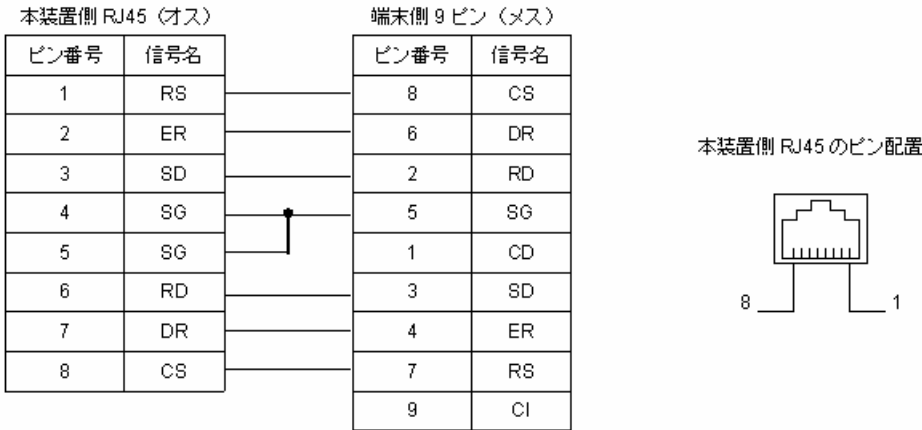 本装置側 RJ45（オス）
ピン番号 信号名
1 RS
2 ER
3 SD
4 SG
5 SG
6 RD
7 DR
8 CS
端末側 9 ピン（メス）
ピン番号 信号名
8 CS
6 DR
2 RD
5 SG
1 CD
3 SD
4 ER
7 RS
9 CI
本装置側 RJ45 のピン配置
8 1